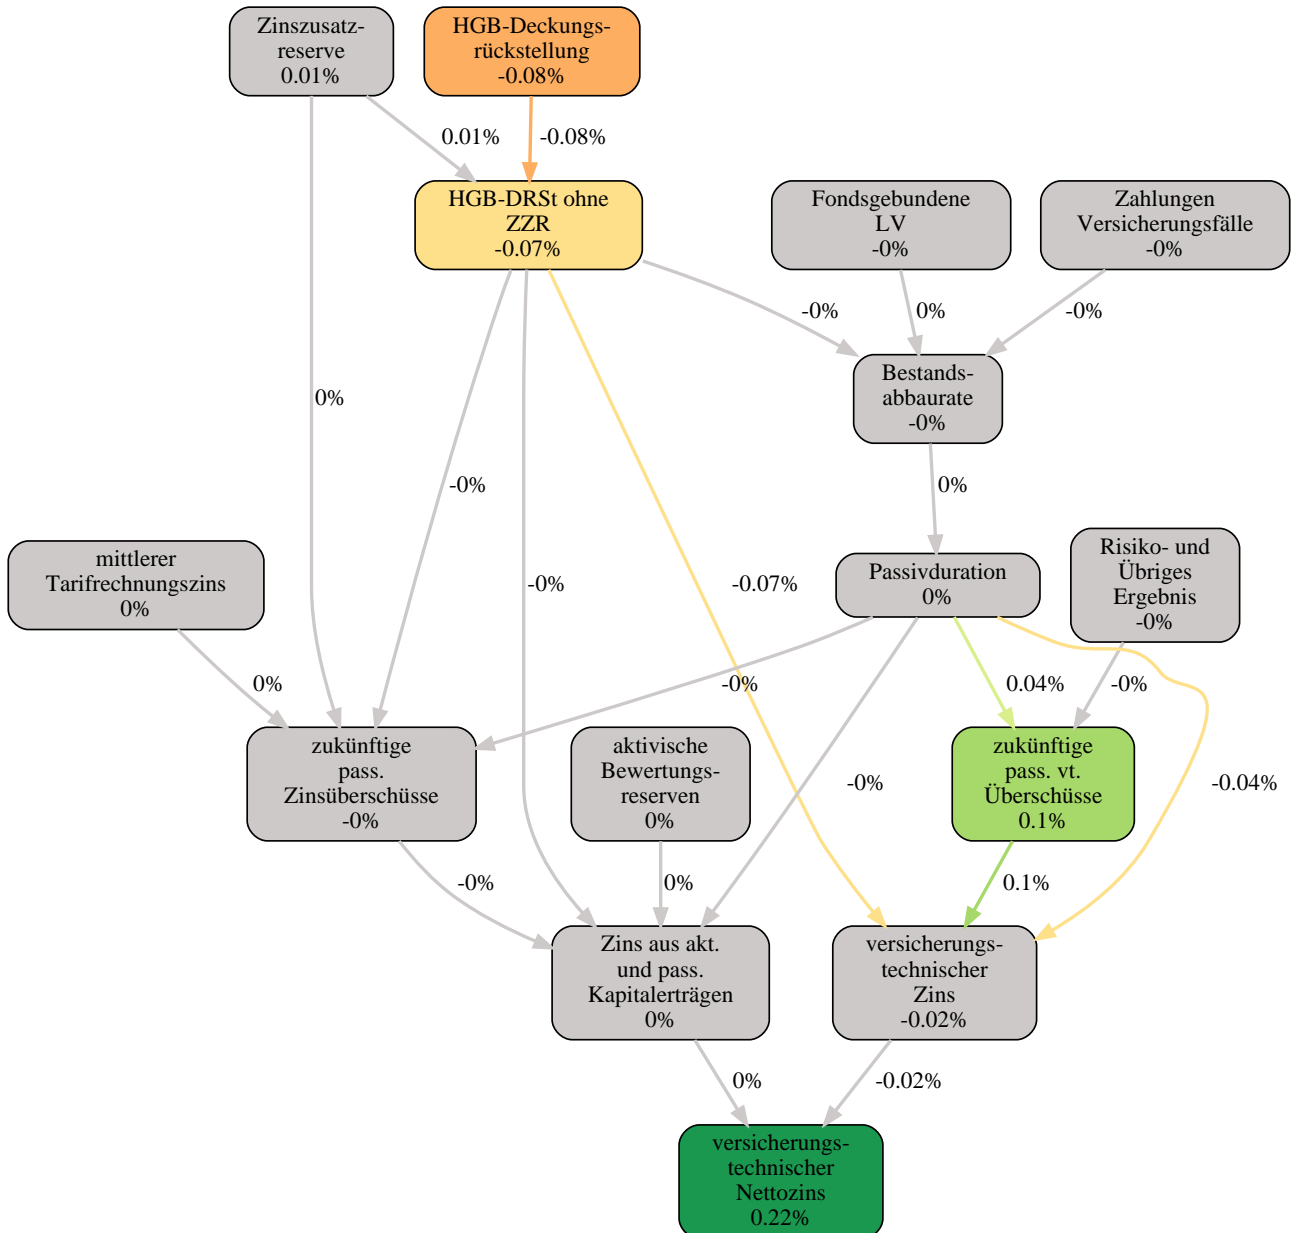 Zinszusatz-
reserve
0.01%
HGB-Deckungs-
rückstellung
-0.08%
0.01%
-0.08%
HGB-DRSt ohne
ZZR
-0.07%
Fondsgebundene
LV
-0%
Zahlungen
Versicherungsfälle
-0%
-0%
0%
-0%
0%
Bestands-
abbaurate
-0%
-0%
0%
mittlerer
Tarifrechnungszins
0%
-0%
-0.07%
Passivduration
0%
Risiko- und
Übriges
Ergebnis
-0%
0%
-0%
0.04%
-0%
zukünftige
pass.
Zinsüberschüsse
-0%
aktivische
Bewertungs-
reserven
0%
-0%
zukünftige
pass. vt.
Überschüsse
0.1%
-0.04%
-0%
0%
0.1%
Zins aus akt.
und pass.
Kapitalerträgen
0%
versicherungs-
technischer
Zins
-0.02%
0%
-0.02%
versicherungs-
technischer
Nettozins
0.22%